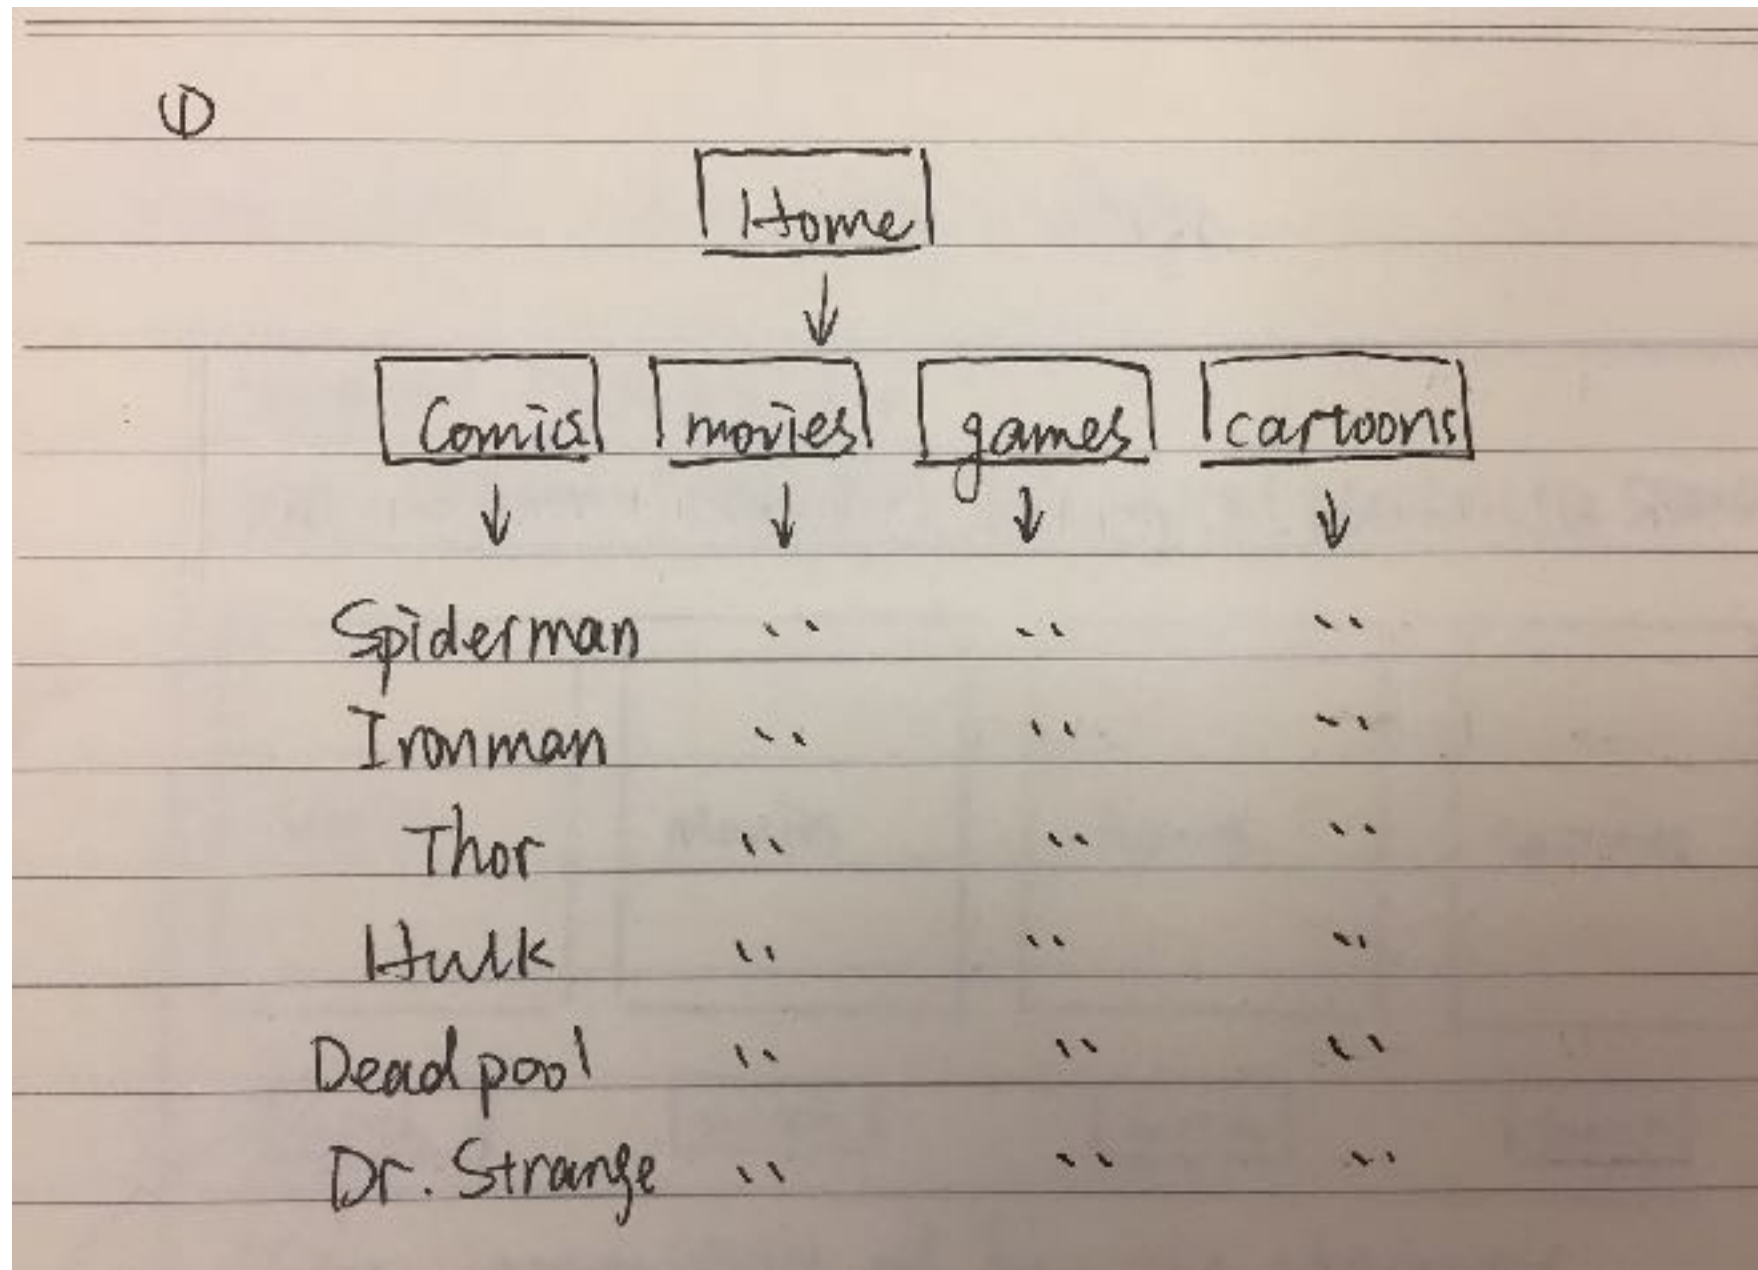 ①
Home
Comics movies games cartoons
Spiderman " " "
Ironman " " "
Thor " " "
Hulk " " "
Deadpool " " "
Dr. Strange " " "